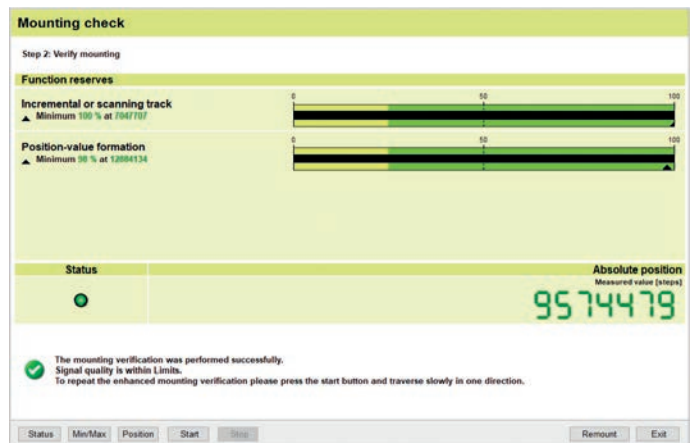 Mounting check
Step 2: Verify mounting
Function reserves
Incremental or scanning track
Minimum 100 % at 7047707
0 50 100
Position-value formation
Minimum 98 % at 12884134
0 50 100
Status
Absolute position
Measured value [steps]
9574479
The mounting verification was performed successfully.
Signal quality is within Limits.
To repeat the enhanced mounting verification please press the start button and traverse slowly in one direction.
Status Min/Max Position Start Stop Remount Exit